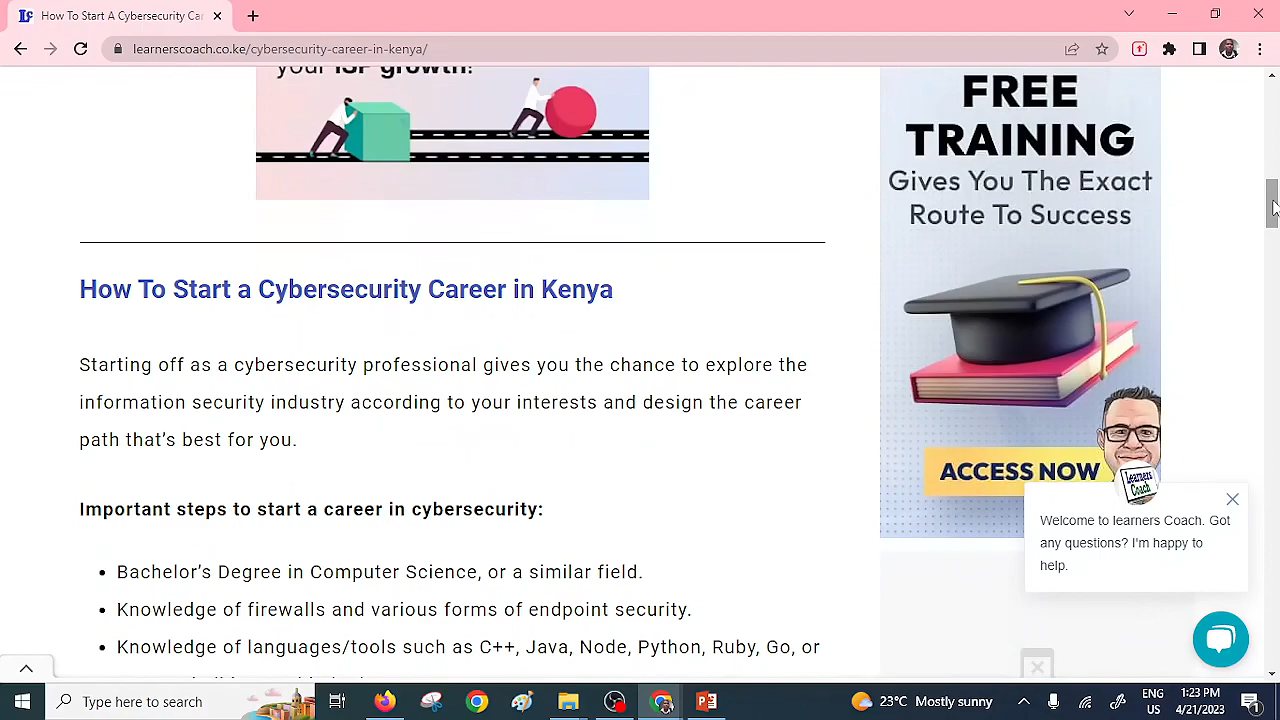 How To Start A Cybersecurity Car
learnerscoach.co.ke/cybersecurity-career-in-kenya/
your ISP growth!
FREE
TRAINING
Gives You The Exact
Route To Success
ACCESS NOW
How To Start a Cybersecurity Career in Kenya
Starting off as a cybersecurity professional gives you the chance to explore the
information security industry according to your interests and design the career
path that's best for you.
Important steps to start a career in cybersecurity:
• Bachelor's Degree in Computer Science, or a similar field.
• Knowledge of firewalls and various forms of endpoint security.
• Knowledge of languages/tools such as C++, Java, Node, Python, Ruby, Go, or
Learners
Coach
Welcome to learners Coach. Got
any questions? I'm happy to
help.
Type here to search
23°C Mostly sunny
ENG
US
1:23 PM
4/21/2023